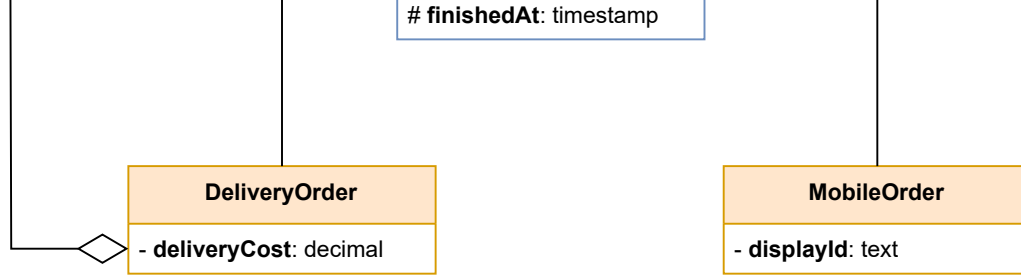 # finishedAt: timestamp
DeliveryOrder
- deliveryCost: decimal
MobileOrder
- displayId: text